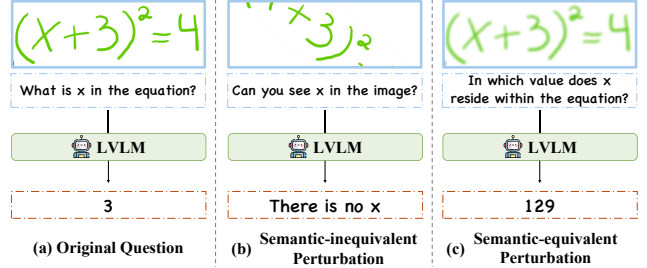 (x+3)²=4
What is x in the equation?
LVLM
3
(a) Original Question
x 3)2
Can you see x in the image?
LVLM
There is no x
(b) Semantic-inequivalent
Perturbation
(x+3)²=4
In which value does x
reside within the equation?
LVLM
129
(c) Semantic-equivalent
Perturbation